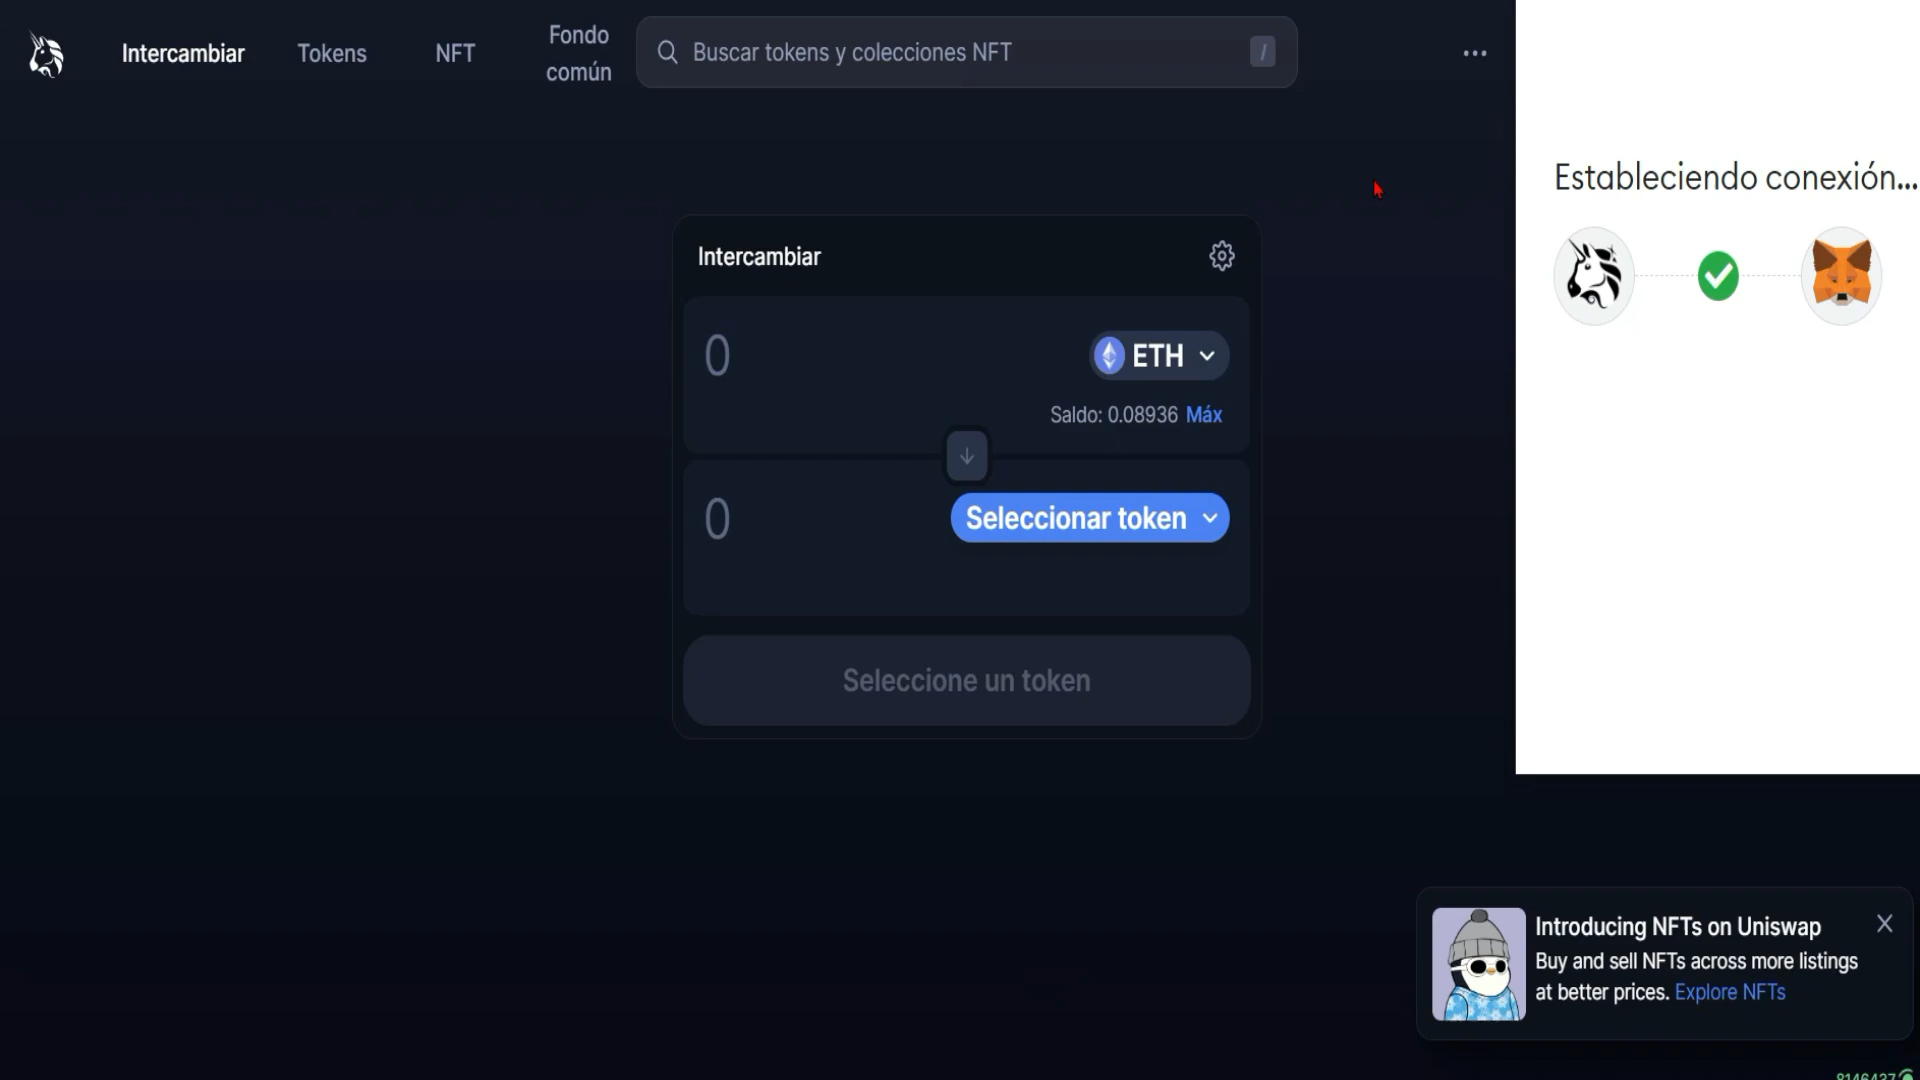 Intercambiar
Tokens
NFT
Fondo
común
Buscar tokens y colecciones NFT
/
Estableciendo conexión...
Intercambiar
0
ETH
Saldo: 0.08936 Máx
0
Seleccionar token
Seleccione un token
Introducing NFTs on Uniswap
Buy and sell NFTs across more listings
at better prices. Explore NFTs
8146437